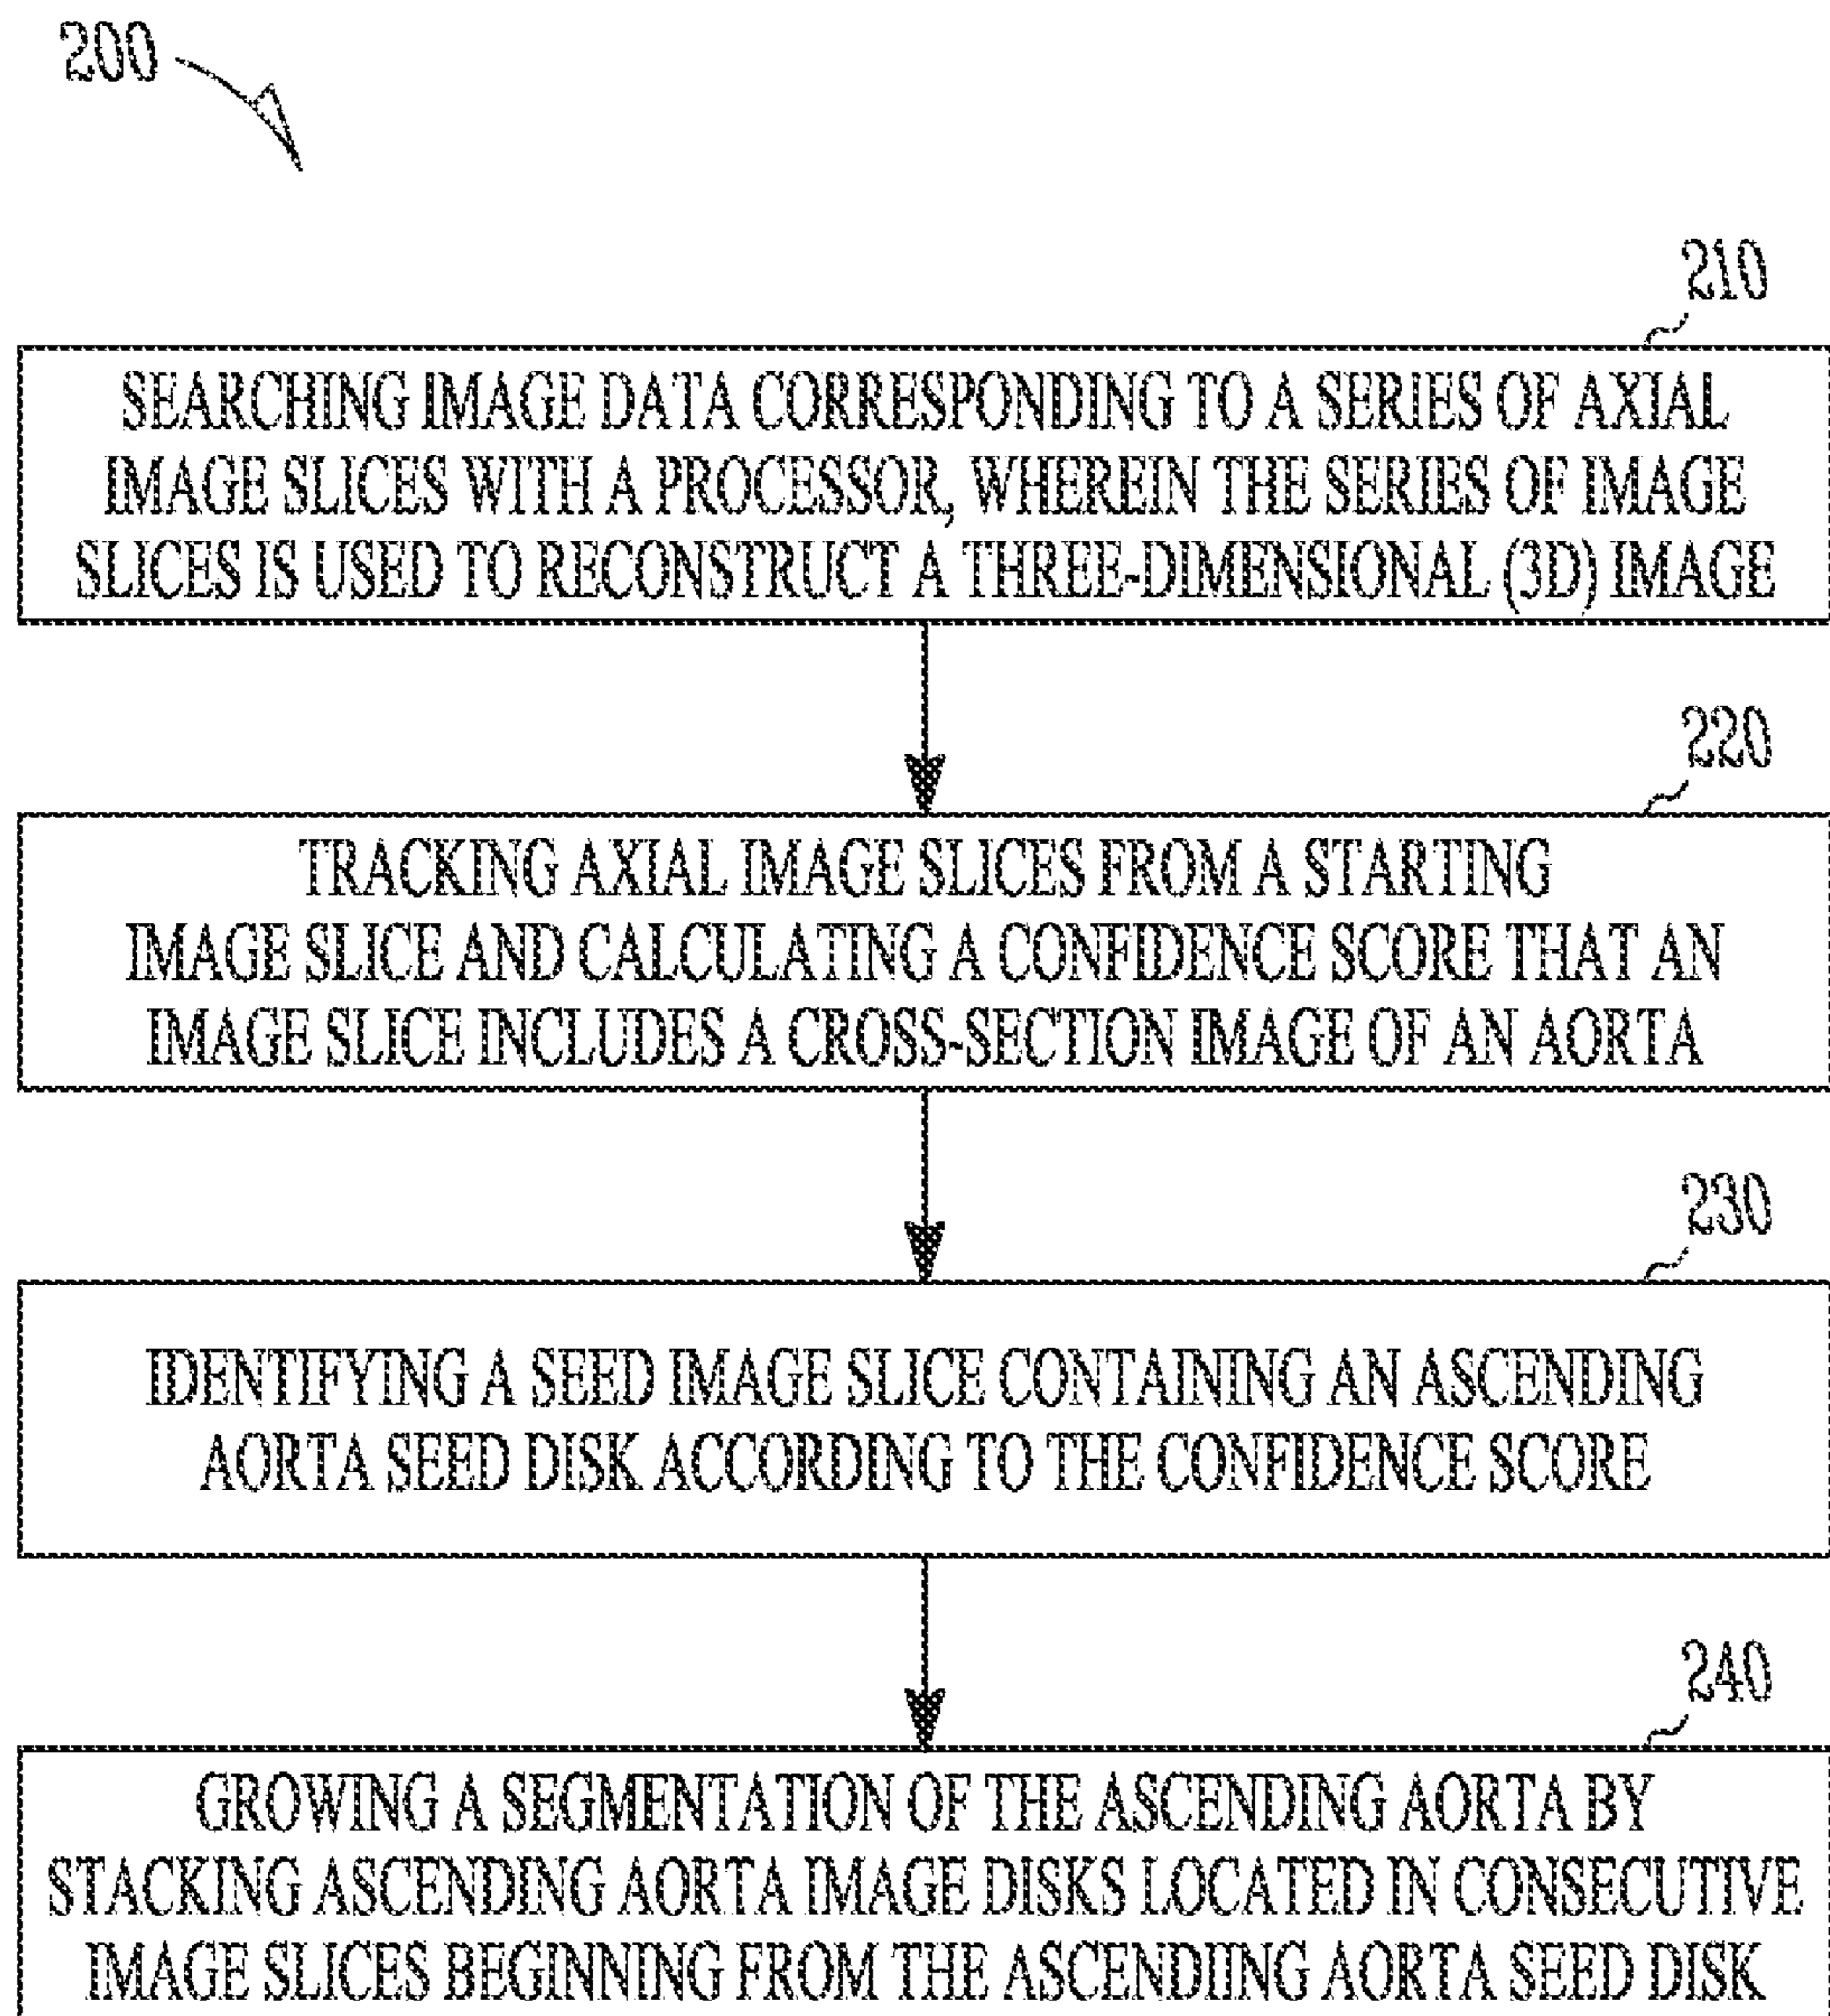 200
210
SEARCHING IMAGE DATA CORRESPONDING TO A SERIES OF AXIAL
IMAGE SLICES WITH A PROCESSOR, WHEREIN THE SERIES OF IMAGE
SLICES IS USED TO RECONSTRUCT A THREE-DIMENSIONAL (3D) IMAGE
220
TRACKING AXIAL IMAGE SLICES FROM A STARTING
IMAGE SLICE AND CALCULATING A CONFIDENCE SCORE THAT AN
IMAGE SLICE INCLUDES A CROSS-SECTION IMAGE OF AN AORTA
230
IDENTIFYING A SEED IMAGE SLICE CONTAINING AN ASCENDING
AORTA SEED DISK ACCORDING TO THE CONFIDENCE SCORE
240
GROWING A SEGMENTATION OF THE ASCENDING AORTA BY
STACKING ASCENDING AORTA IMAGE DISKS LOCATED IN CONSECUTIVE
IMAGE SLICES BEGINNING FROM THE ASCENDIING AORTA SEED DISK